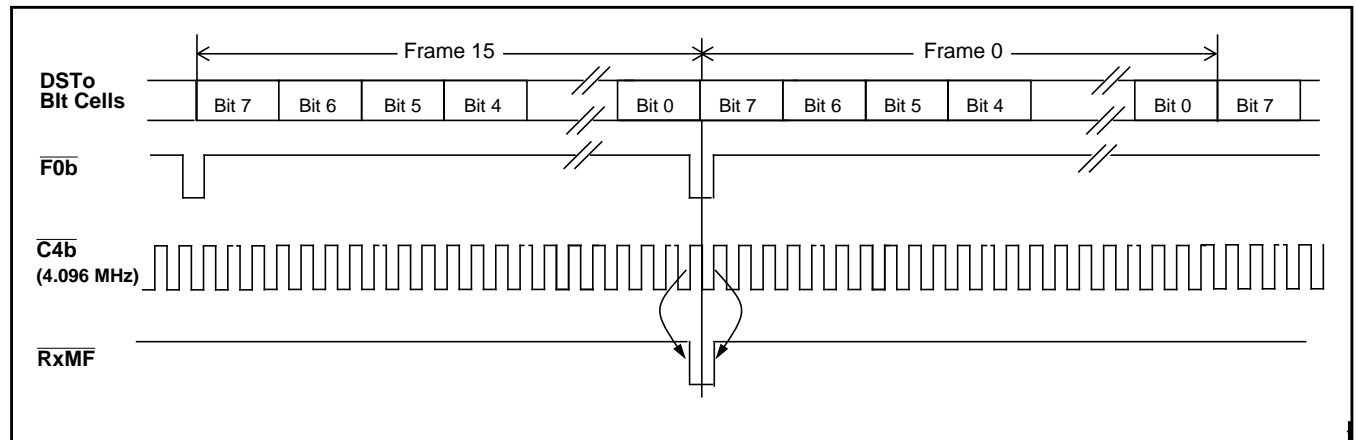 Frame 15 Frame 0
DSTo
BIt Cells
Bit 7 Bit 6 Bit 5 Bit 4 Bit 0 Bit 7 Bit 6 Bit 5 Bit 4 Bit 0 Bit 7
F0b
C4b
(4.096 MHz)
RxMF